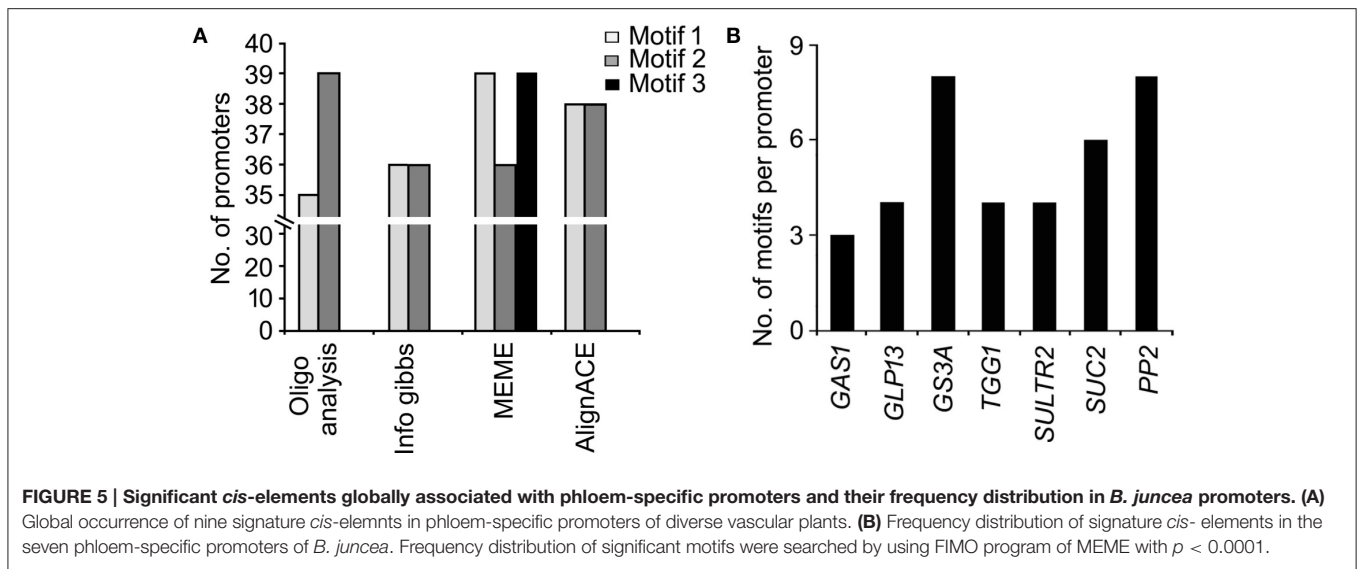 A
No. of promoters
40
39
38
37
36
35
30
20
10
0
Motif 1
Motif 2
Motif 3
Oligo
analysis
Info gibbs
MEME
AlignACE
B
No. of motifs per promoter
9
6
3
0
GAS1
GLP13
GS3A
TGG1
SULTR2
SUC2
PP2
FIGURE 5 | Significant cis-elements globally associated with phloem-specific promoters and their frequency distribution in B. juncea promoters. (A)
Global occurrence of nine signature cis-elemnts in phloem-specific promoters of diverse vascular plants. (B) Frequency distribution of signature cis- elements in the
seven phloem-specific promoters of B. juncea. Frequency distribution of significant motifs were searched by using FIMO program of MEME with p < 0.0001.